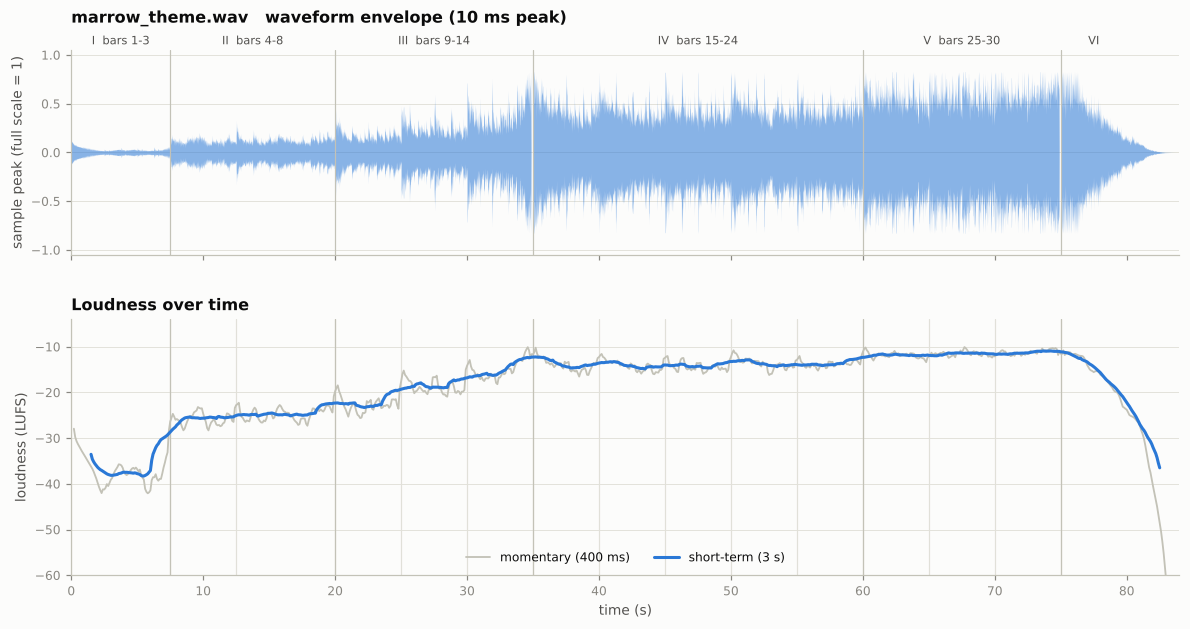 marrow_theme.wav   waveform envelope (10 ms peak)
I  bars 1-3   II  bars 4-8   III  bars 9-14   IV  bars 15-24   V  bars 25-30   VI
sample peak (full scale = 1)
1.0
0.5
0.0
−0.5
−1.0
Loudness over time
loudness (LUFS)
−10
−20
−30
−40
−50
−60
momentary (400 ms)   short-term (3 s)
0   10   20   30   40   50   60   70   80
time (s)